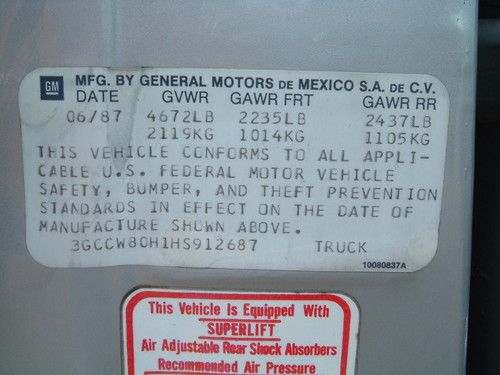 GM MFG. BY GENERAL MOTORS DE MEXICO S.A. DE C.V.
DATE GVWR GAWR FRT GAWR RR
06/87 4672LB 2235LB 2437LB
2119KG 1014KG 1105KG
THIS VEHICLE CONFORMS TO ALL APPLI-
CABLE U.S. FEDERAL MOTOR VEHICLE
SAFETY, BUMPER, AND THEFT PREVENTION
STANDARDS IN EFFECT ON THE DATE OF
MANUFACTURE SHOWN ABOVE.
3GCCW80H1HS912687 TRUCK
10080837A
This Vehicle is Equipped With
SUPERLIFT
Air Adjustable Rear Shock Absorbers
Recommended Air Pressure